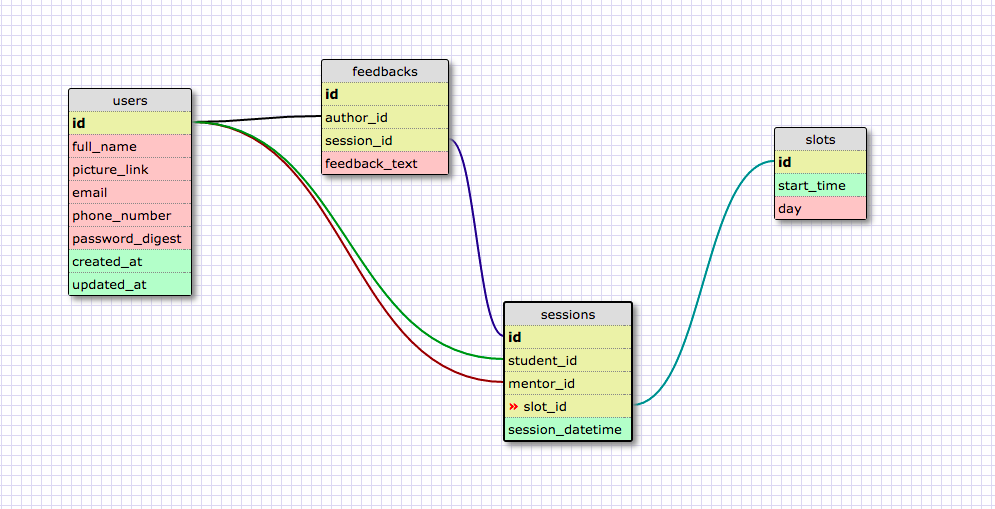 users
id
full_name
picture_link
email
phone_number
password_digest
created_at
updated_at
feedbacks
id
author_id
session_id
feedback_text
sessions
id
student_id
mentor_id
» slot_id
session_datetime
slots
id
start_time
day